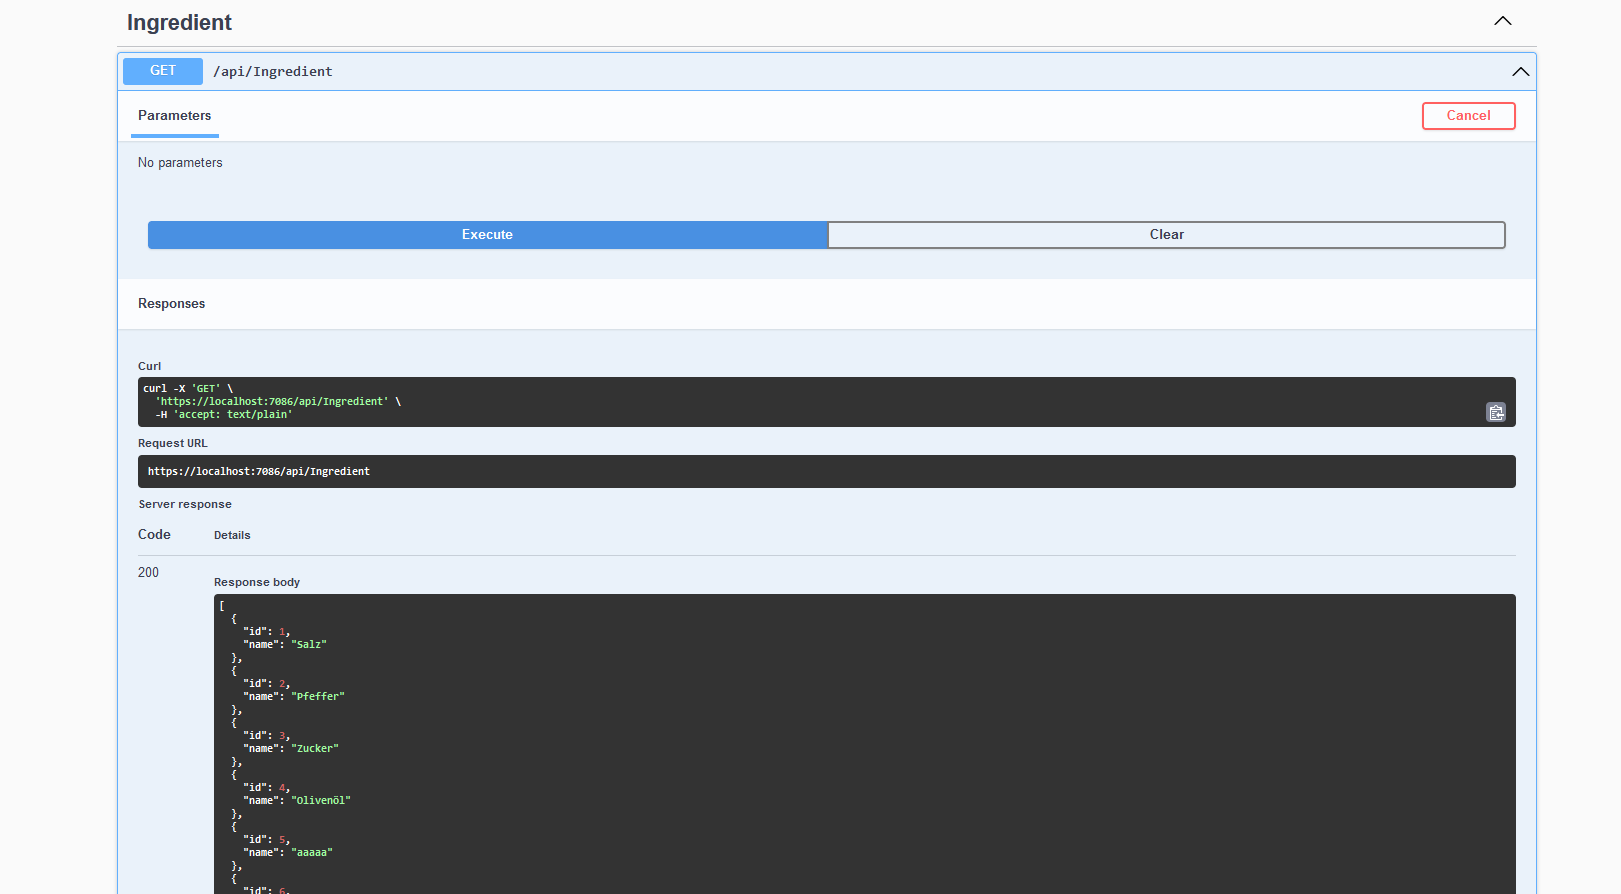 Ingredient
GET /api/Ingredient
Parameters
Cancel
No parameters
Execute
Clear
Responses
Curl
curl -X 'GET' \
'https://localhost:7086/api/Ingredient' \
-H 'accept: text/plain'
Request URL
https://localhost:7086/api/Ingredient
Server response
Code Details
200
Response body
[
{
"id": 1,
"name": "Salz"
},
{
"id": 2,
"name": "Pfeffer"
},
{
"id": 3,
"name": "Zucker"
},
{
"id": 4,
"name": "Olivenöl"
},
{
"id": 5,
"name": "aaaaa"
},
{
"id": 6,